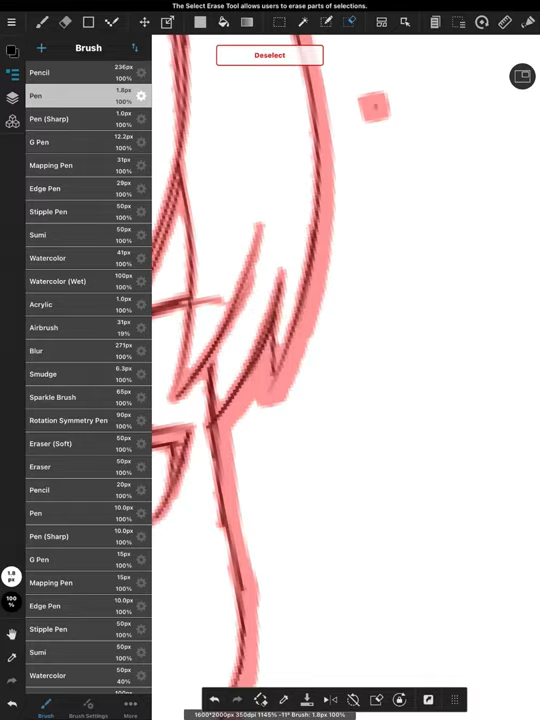 The Select Erase Tool allows users to erase parts of selections.
Brush
Deselect
Pencil 236px 100%
Pen 1.8px 100%
Pen (Sharp) 1.0px 100%
G Pen 12.2px 100%
Mapping Pen 31px 100%
Edge Pen 29px 100%
Stipple Pen 50px 100%
Sumi 50px 100%
Watercolor 41px 100%
Watercolor (Wet) 100px 100%
Acrylic 1.0px 100%
Airbrush 31px 19%
Blur 271px 100%
Smudge 6.3px 100%
Sparkle Brush 65px 100%
Rotation Symmetry Pen 90px 100%
Eraser (Soft) 50px 100%
Eraser 50px 100%
Pencil 20px 100%
Pen 10.0px 100%
Pen (Sharp) 10.0px 100%
G Pen 15px 100%
Mapping Pen 15px 100%
Edge Pen 10.0px 100%
Stipple Pen 50px 100%
Sumi 50px 100%
Watercolor 50px 40%
1.8 px
100 %
Brush
Brush Settings
More
1600*2000px 350dpi 1145% -11° Brush: 1.8px 100%